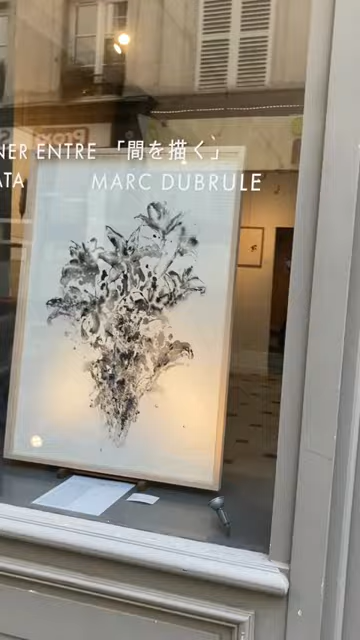 NER ENTRE 「間を描く」
ATA MARC DUBRULE